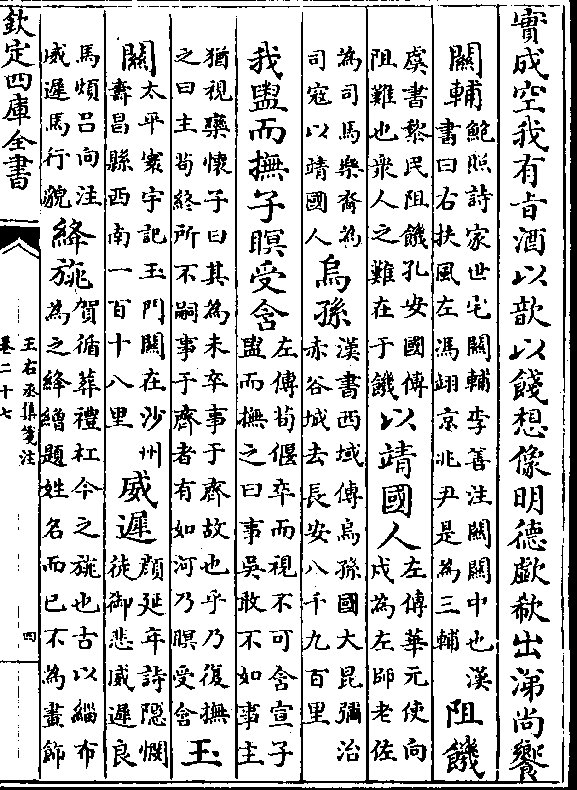 實成空我有㫖酒以歆以餞想像明德歔欷出涕尚饗
關輔鮑照詩家世宅關輔李善注關關中也漢
書曰右扶風左馮翊京兆尹是為三輔阻饑
虞書黎民阻饑孔安國傳
阻難也衆人之難在于饑以靖國人左傳華元使向
戍為左師老佐
為司馬樂裔為
司寇以靖國人烏孫漢書西域傳烏孫國大昆彌治
赤谷城去長安八千九百里
我盥而撫子瞑受含左傳荀偃卒而視不可含宣子
盥而撫之曰事吳敢不如事主
猶視欒懷子曰其為未卒事于齊故也乎乃復撫
之曰主荀終所不嗣事于齊者有如河乃瞑受含玉
關太平寰宇記玉門關在沙州
壽昌縣西南一百十八里威遲顔延年詩隠憫
徒御悲威遲良
馬煩吕向注
威遲馬行貌絳旐賀循葬禮杠今之旐也古以緇布
為之絳繒題姓名而已不為畫飾
欽定四庫全書
王右丞集箋注
卷二十七
四